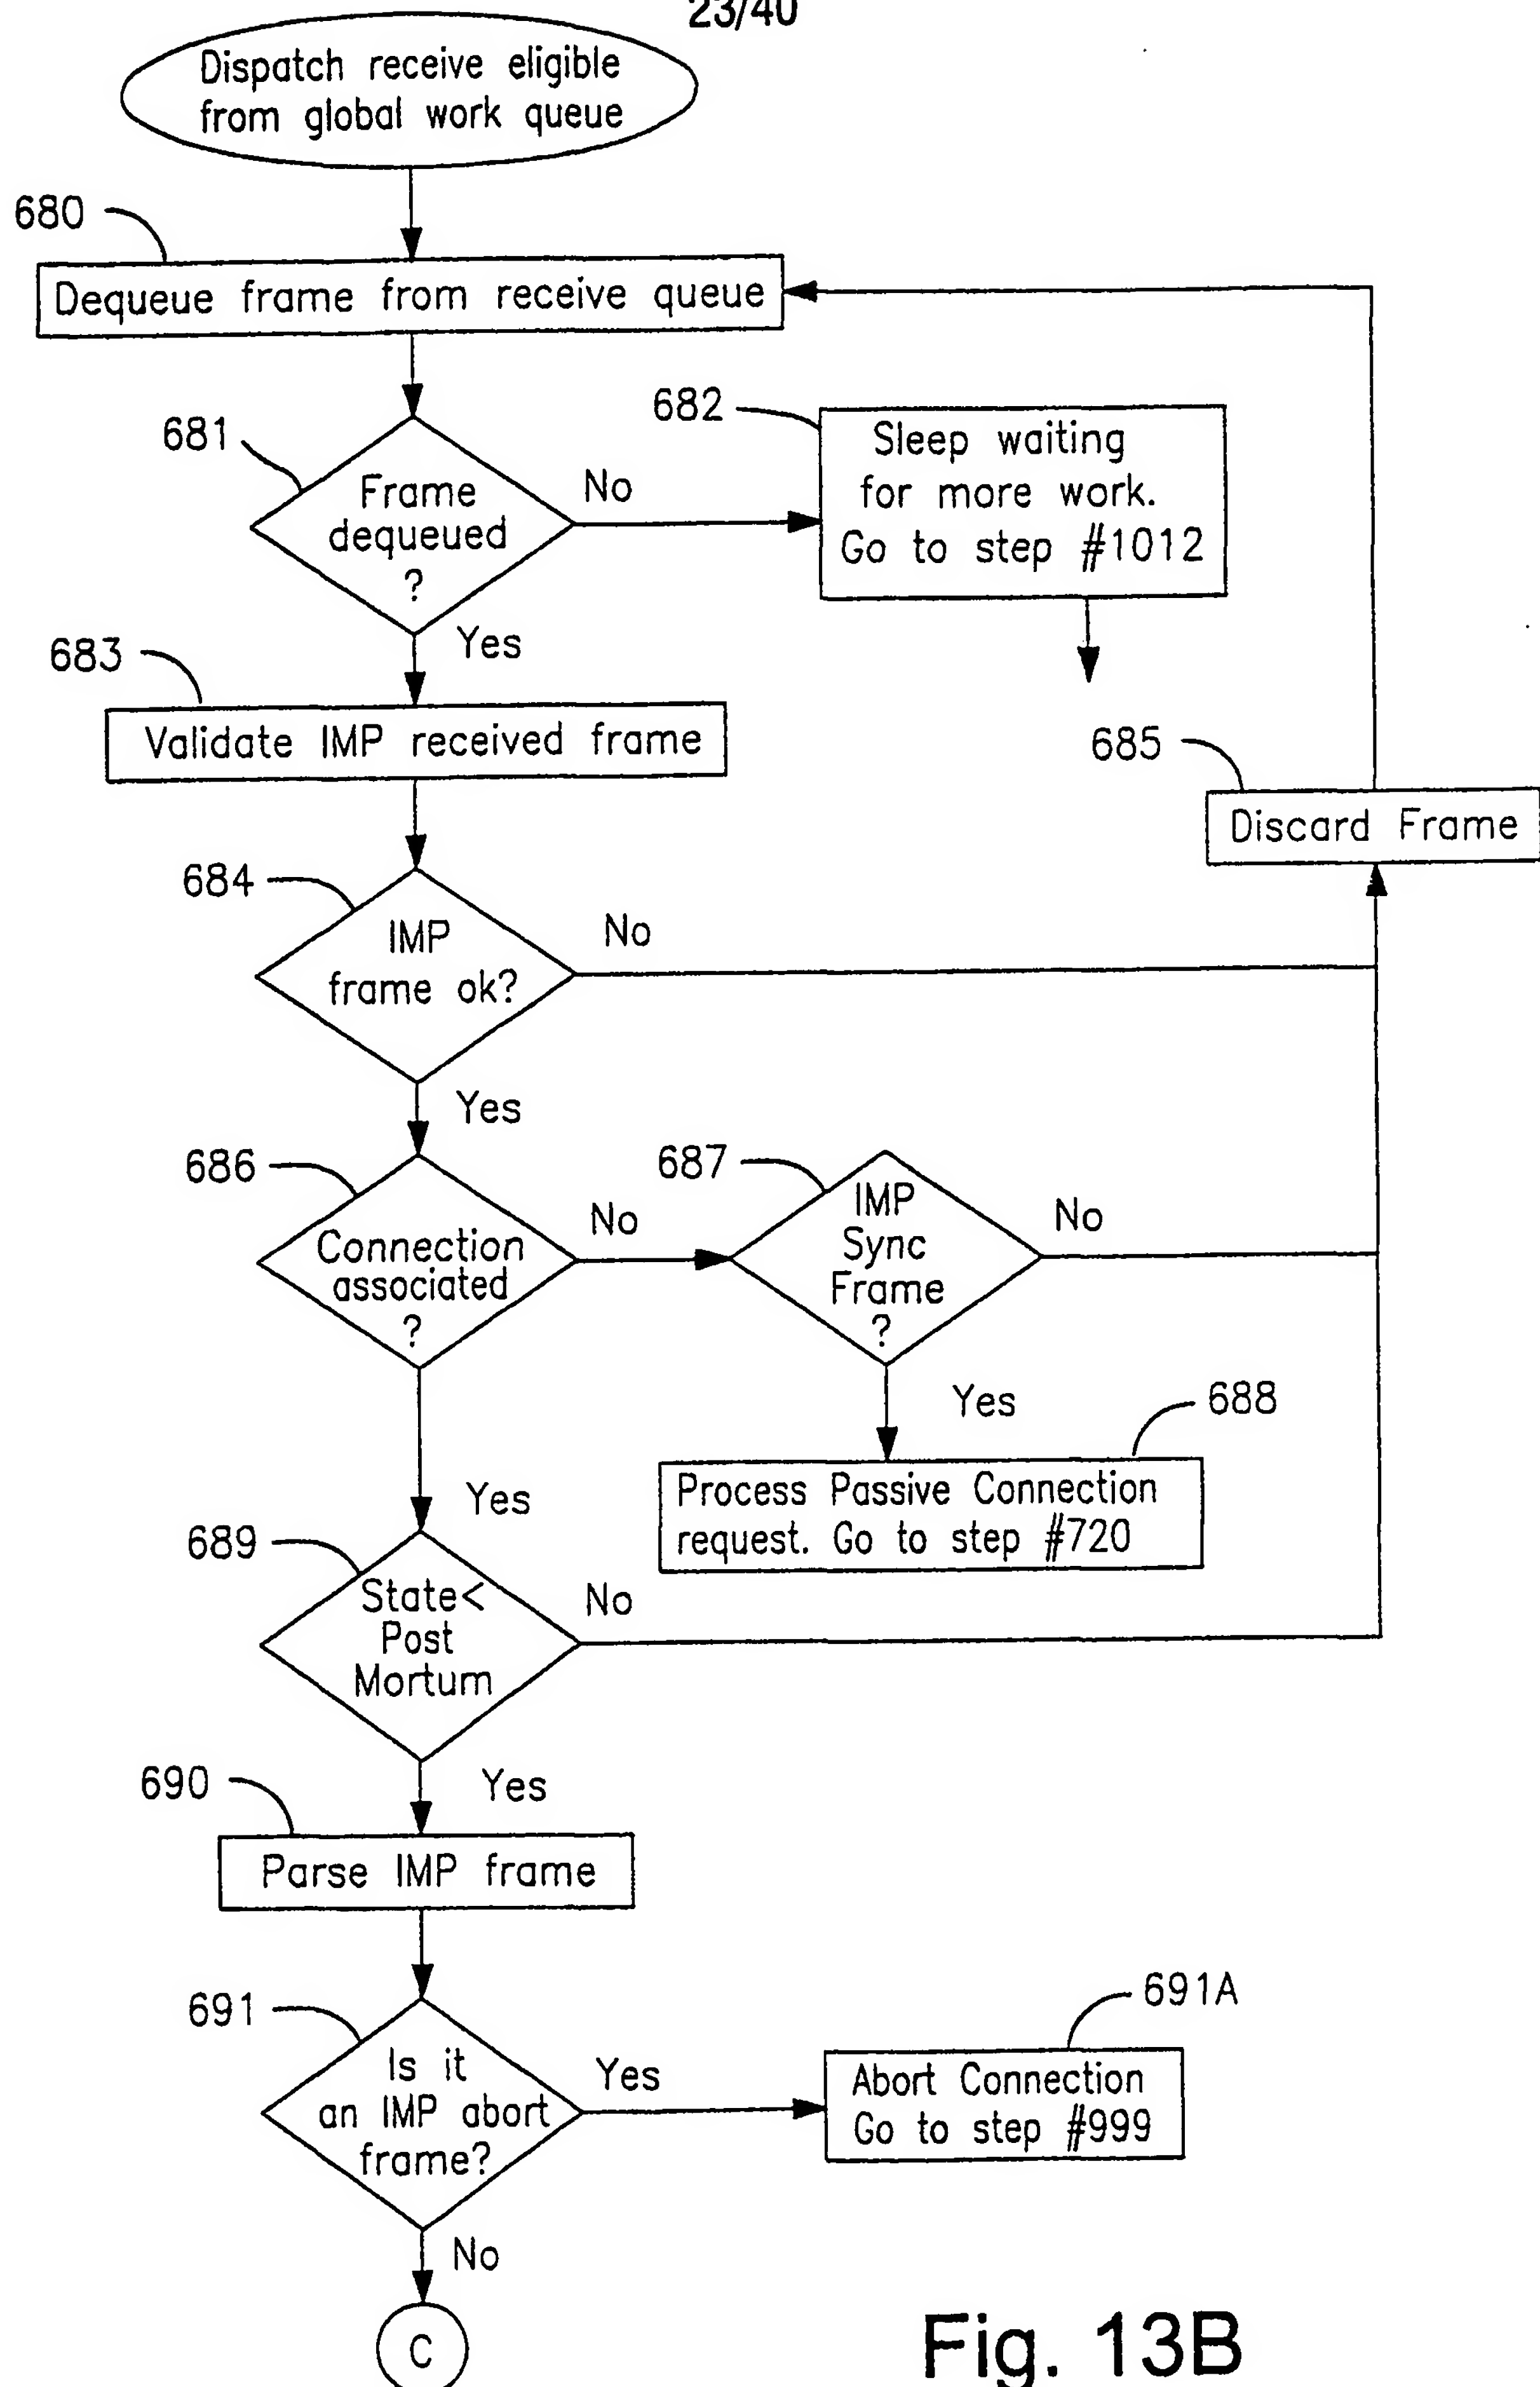 23/40
Dispatch receive eligible
from global work queue
680
Dequeue frame from receive queue
681
Frame
dequeued
?
No
682
Sleep waiting
for more work.
Go to step #1012
Yes
683
Validate IMP received frame
685
Discard Frame
684
IMP
frame ok?
No
Yes
686
Connection
associated
?
No
687
IMP
Sync
Frame
?
No
Yes
688
Process Passive Connection
request. Go to step #720
Yes
689
State<
Post
Mortum
No
Yes
690
Parse IMP frame
691
Is it
an IMP abort
frame?
Yes
691A
Abort Connection
Go to step #999
No
C
Fig. 13B